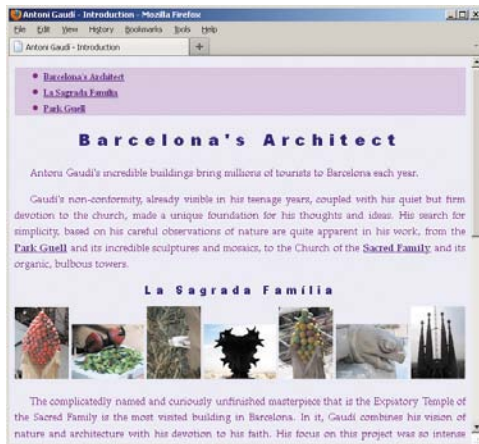 Antoni Gaudí - Introduction - Mozilla Firefox
File Edit View History Bookmarks Tools Help
Antoni Gaudí - Introduction
Barcelona's Architect
La Sagrada Família
Park Guell
Barcelona's Architect
Antoni Gaudí's incredible buildings bring millions of tourists to Barcelona each year.
Gaudí's non-conformity, already visible in his teenage years, coupled with his quiet but firm
devotion to the church, made a unique foundation for his thoughts and ideas. His search for
simplicity, based on his careful observations of nature are quite apparent in his work, from the
Park Guell and its incredible sculptures and mosaics, to the Church of the Sacred Family and its
organic, bulbous towers.
La Sagrada Família
The complicatedly named and curiously unfinished masterpiece that is the Expiatory Temple of
the Sacred Family is the most visited building in Barcelona. In it, Gaudí combines his vision of
nature and architecture with his devotion to his faith. His focus on this project was so intense